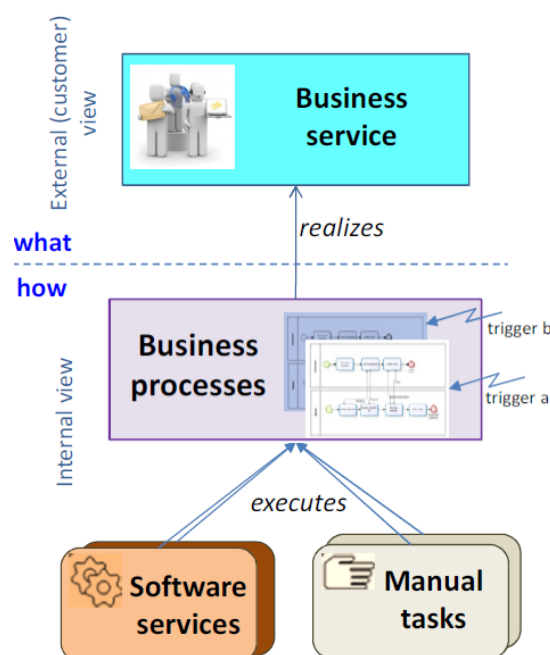 External (customer)
view
Business
service
realizes
what
how
Internal view
Business
processes
trigger b
trigger a
executes
Software
services
Manual
tasks